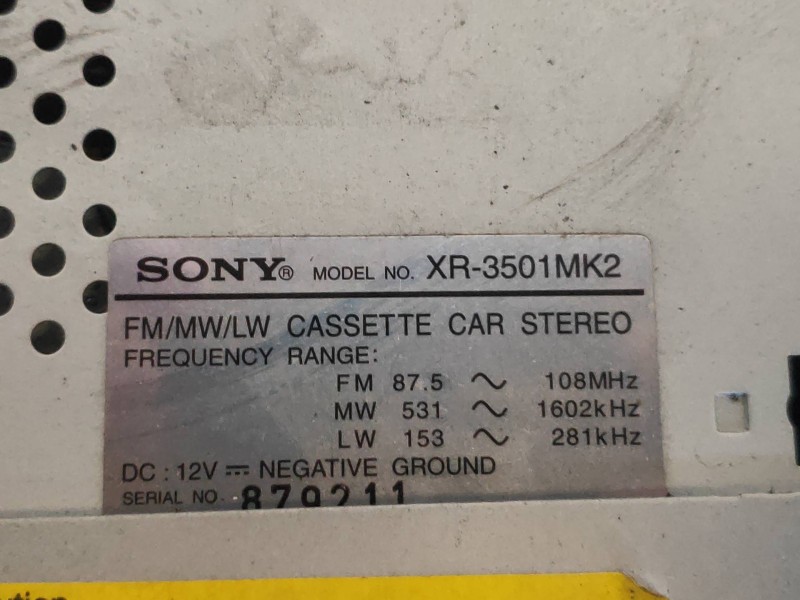 SONY® MODEL NO. XR-3501MK2
FM/MW/LW CASSETTE CAR STEREO
FREQUENCY RANGE:
FM 87.5 ~ 108MHz
MW 531 ~ 1602kHz
LW 153 ~ 281kHz
DC : 12V ⎓ NEGATIVE GROUND
SERIAL NO. 879211